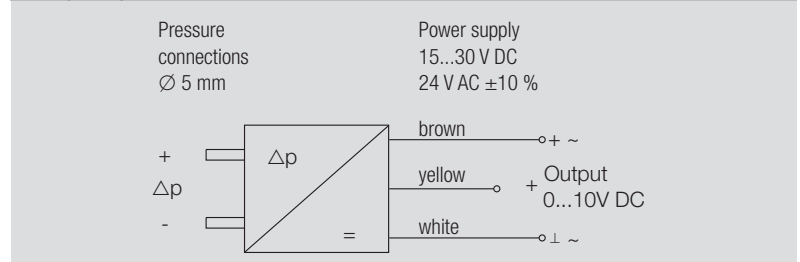 Pressure
connections
∅ 5 mm
Power supply
15...30 V DC
24 V AC ±10 %
+
△p
-
△p
=
brown
+ ~
yellow
+ Output
0...10V DC
white
⊥ ~